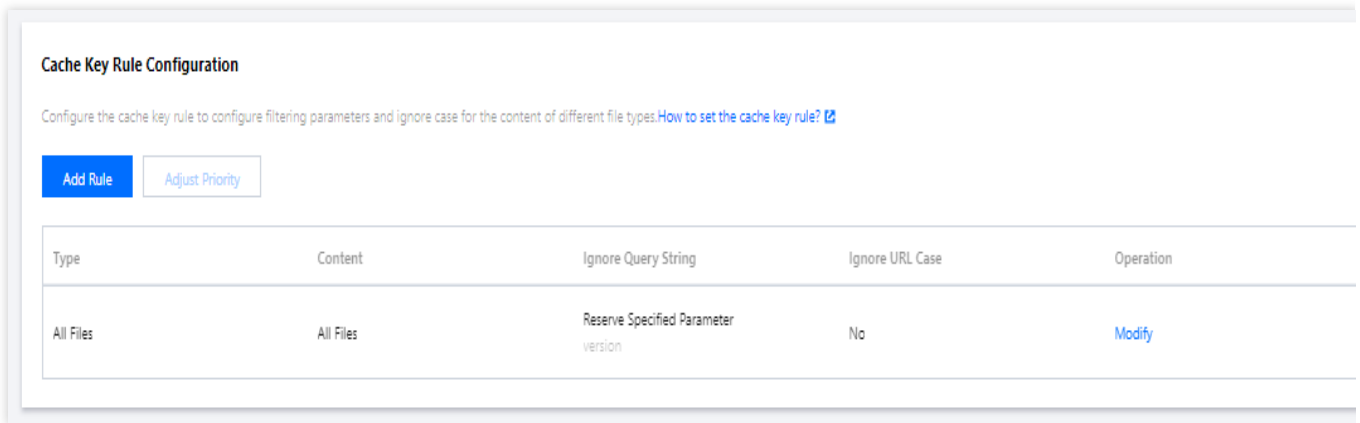 Cache Key Rule Configuration
Configure the cache key rule to configure filtering parameters and ignore case for the content of different file types.How to set the cache key rule?
Add Rule Adjust Priority
Type Content Ignore Query String Ignore URL Case Operation
All Files All Files Reserve Specified Parameter No Modify
version